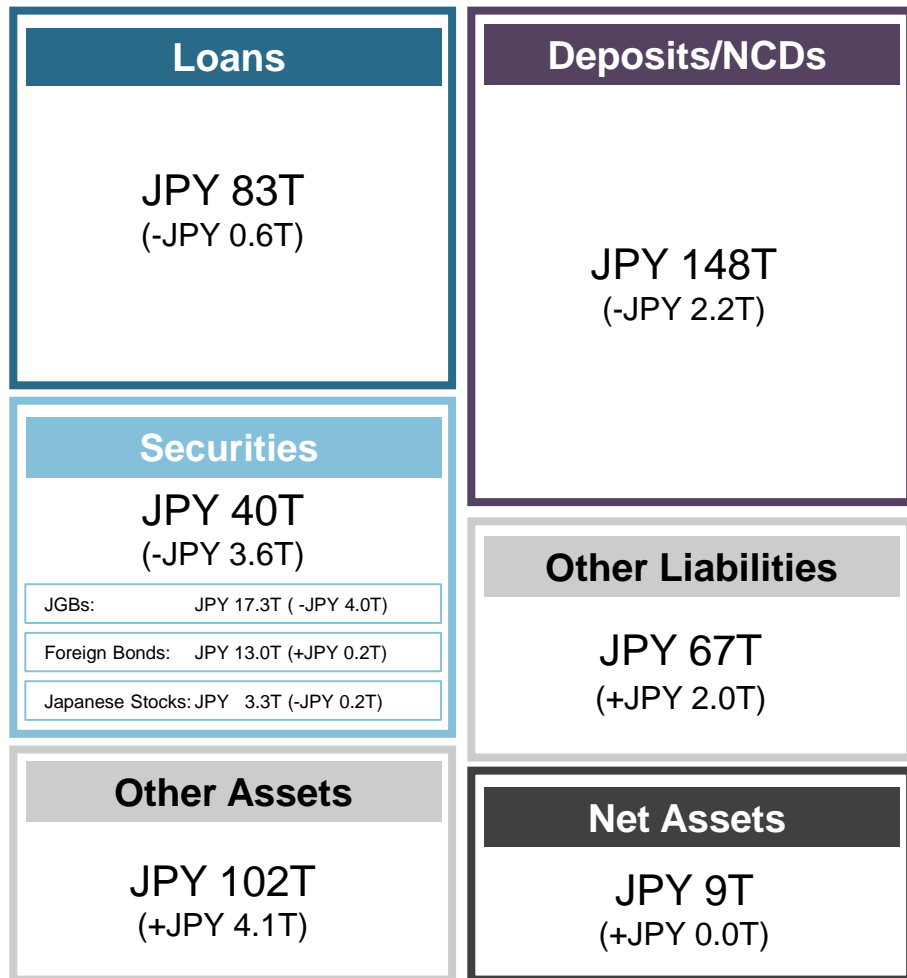 Loans
JPY 83T
(-JPY 0.6T)
Securities
JPY 40T
(-JPY 3.6T)
JGBs: JPY 17.3T ( -JPY 4.0T)
Foreign Bonds: JPY 13.0T (+JPY 0.2T)
Japanese Stocks: JPY 3.3T (-JPY 0.2T)
Other Assets
JPY 102T
(+JPY 4.1T)
Deposits/NCDs
JPY 148T
(-JPY 2.2T)
Other Liabilities
JPY 67T
(+JPY 2.0T)
Net Assets
JPY 9T
(+JPY 0.0T)